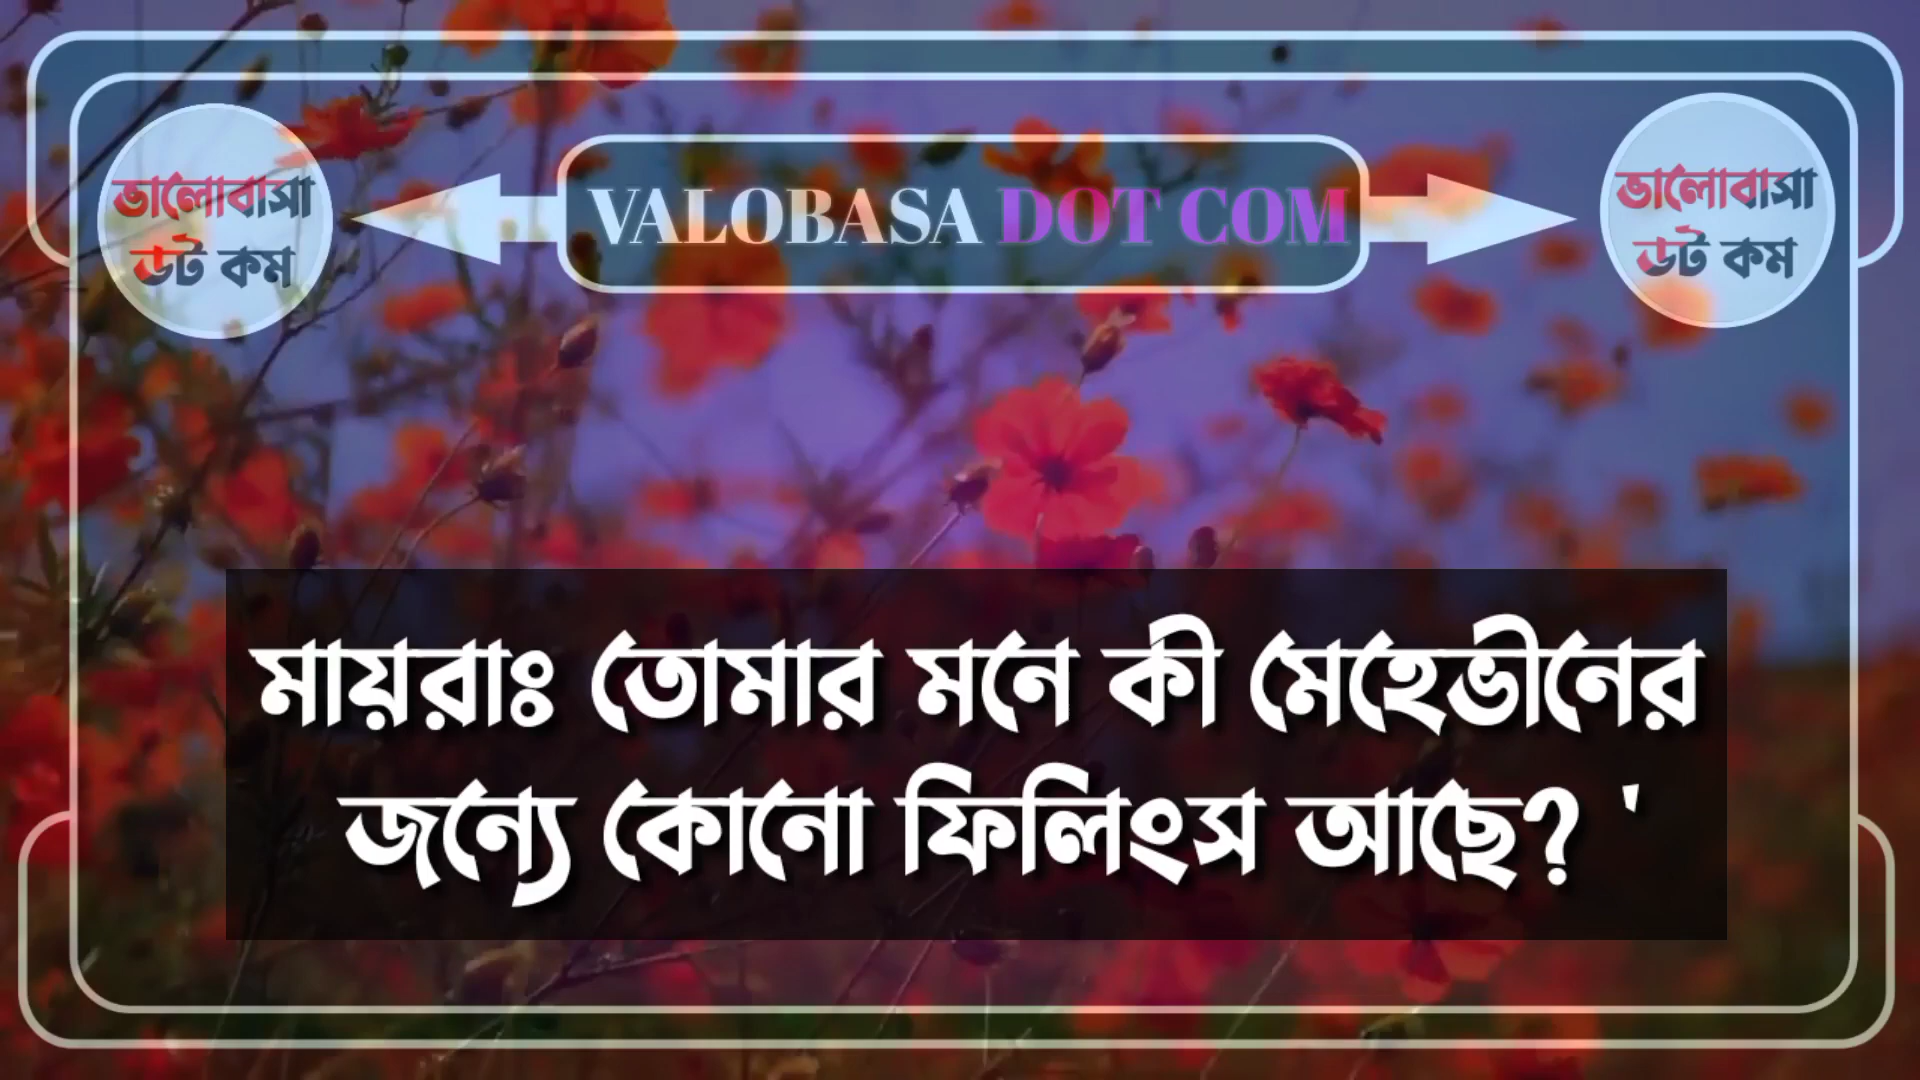 ভালোবাসা
ডট কম
VALOBASA DOT COM
ভালোবাসা
ডট কম
মায়রাঃ তোমার মনে কী মেহেভীনের
জন্যে কোনো ফিলিংস আছে? '